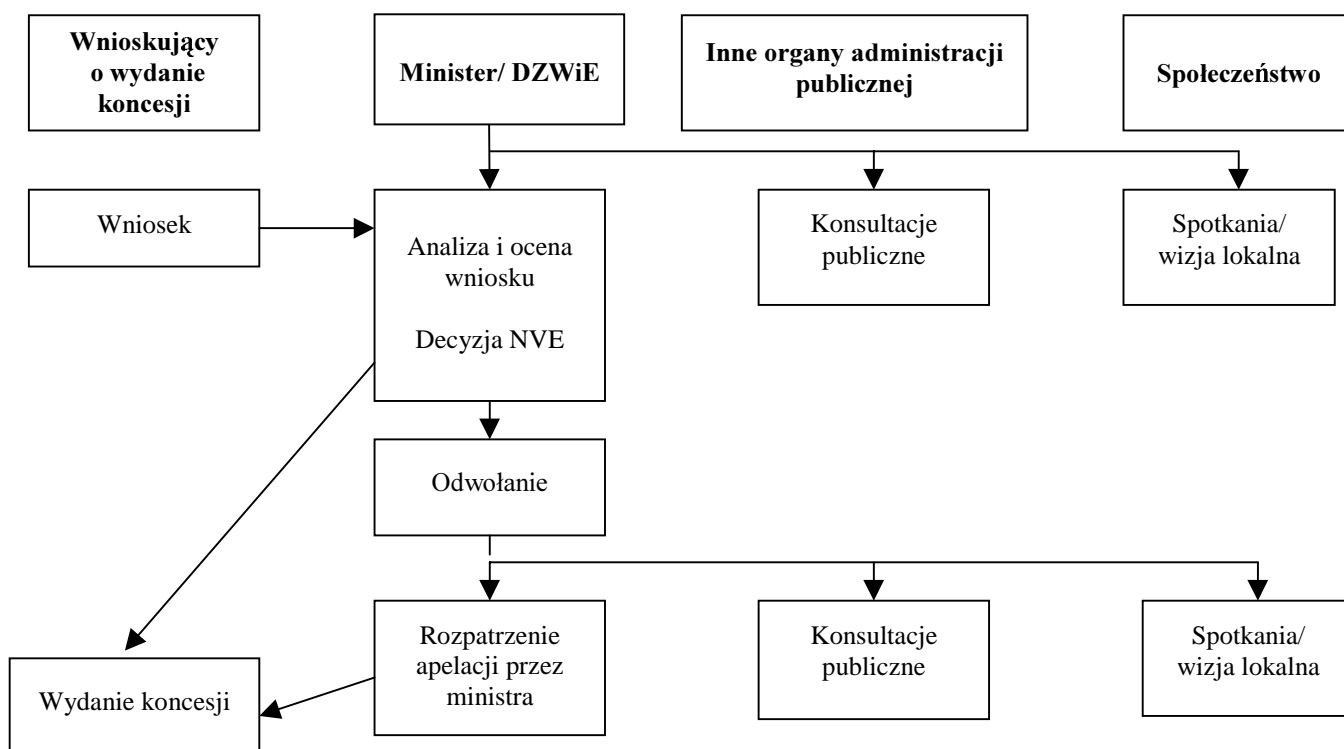 Wnioskujący
o wydanie
koncesji
Minister/ DZWiE
Inne organy administracji
publicznej
Społeczeństwo
Wniosek
Analiza i ocena
wniosku
Decyzja NVE
Konsultacje
publiczne
Spotkania/
wizja lokalna
Odwołanie
Rozpatrzenie
apelacji przez
ministra
Konsultacje
publiczne
Spotkania/
wizja lokalna
Wydanie koncesji